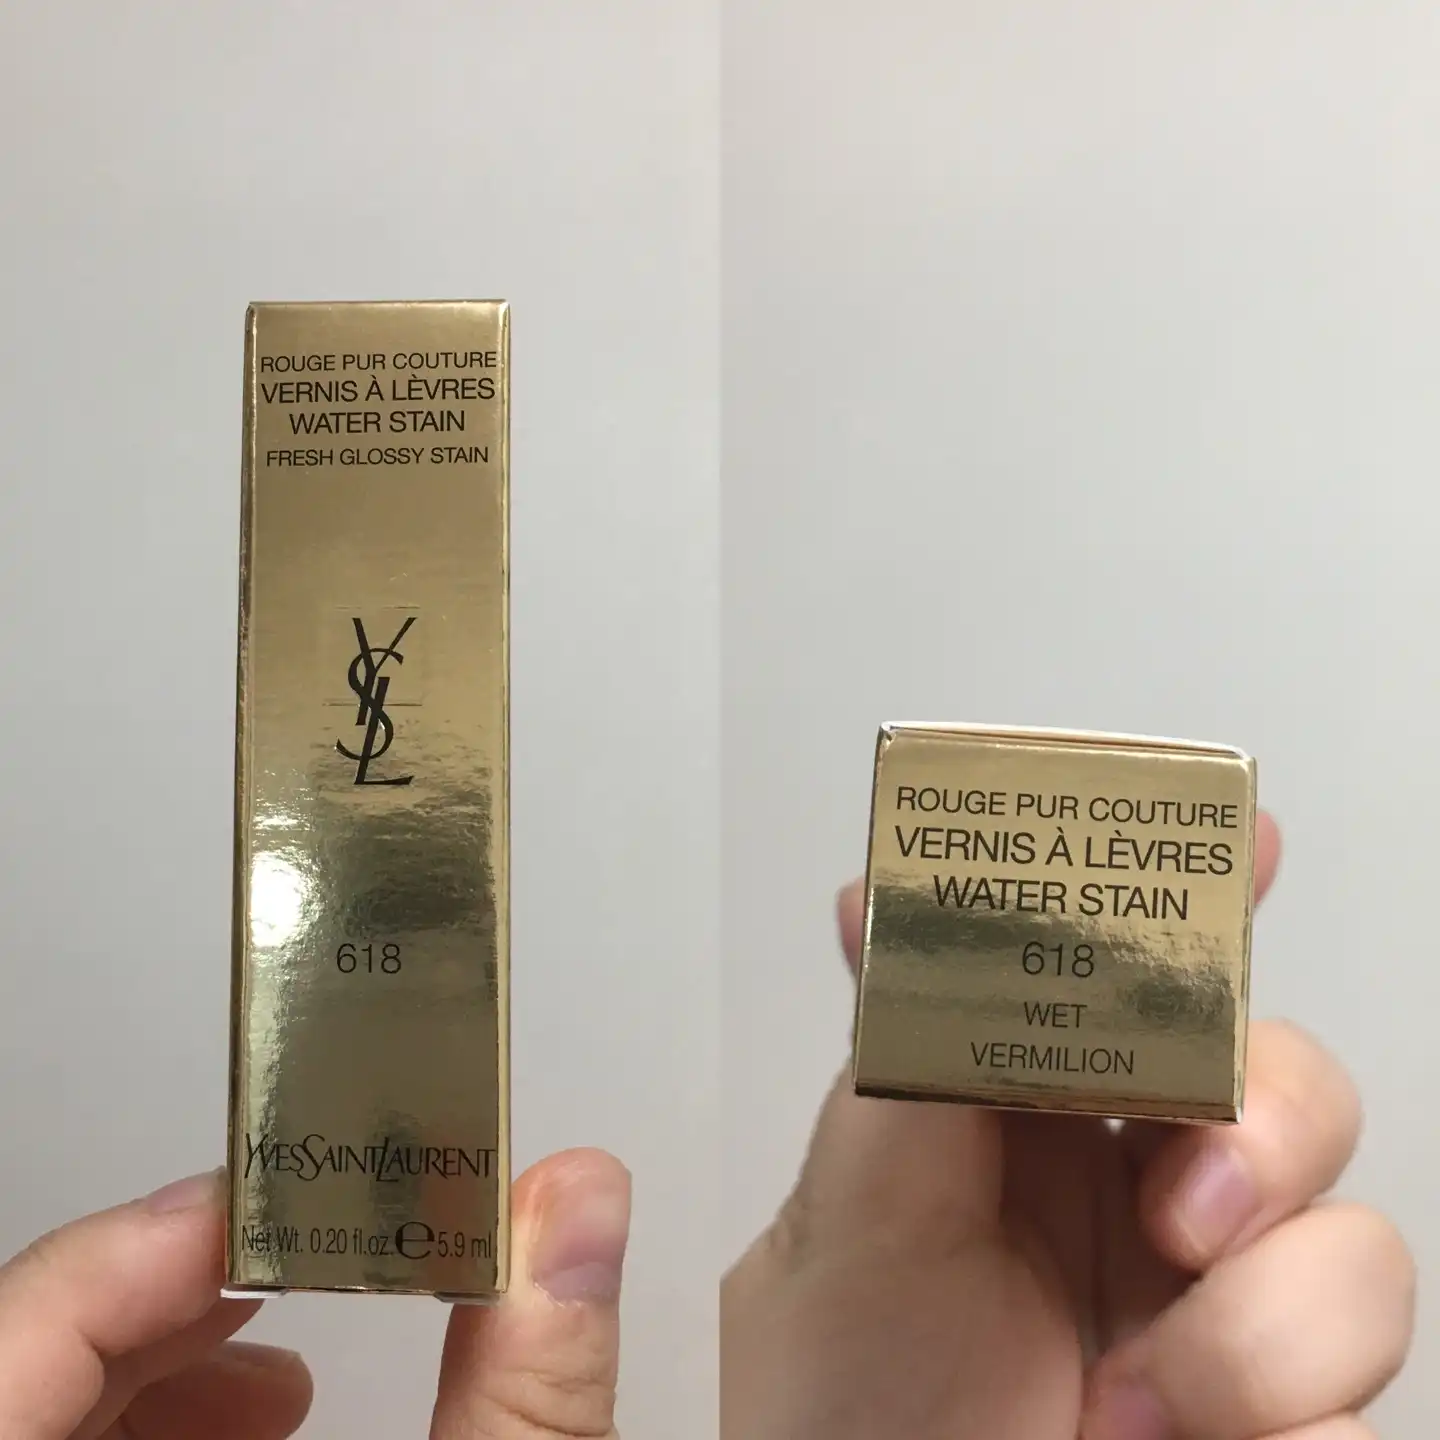 ROUGE PUR COUTURE
VERNIS À LÈVRES
WATER STAIN
FRESH GLOSSY STAIN
YSL
618
YVESSAINTLAURENT
Net Wt. 0.20 fl.oz. ℮ 5.9 ml
ROUGE PUR COUTURE
VERNIS À LÈVRES
WATER STAIN
618
WET
VERMILION